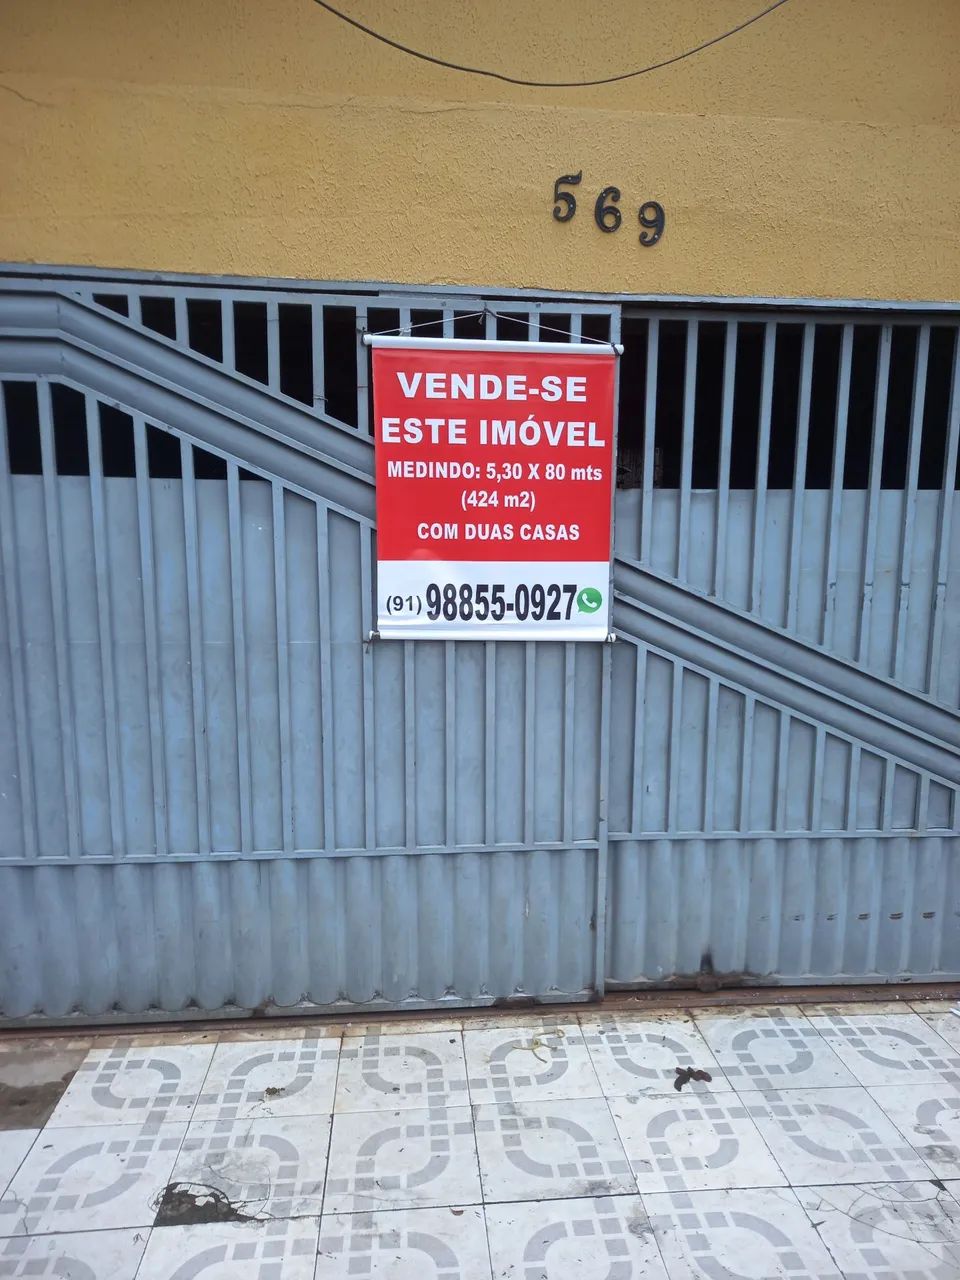 569
VENDE-SE
ESTE IMÓVEL
MEDINDO: 5,30 X 80 mts
(424 m2)
COM DUAS CASAS
(91) 98855-0927